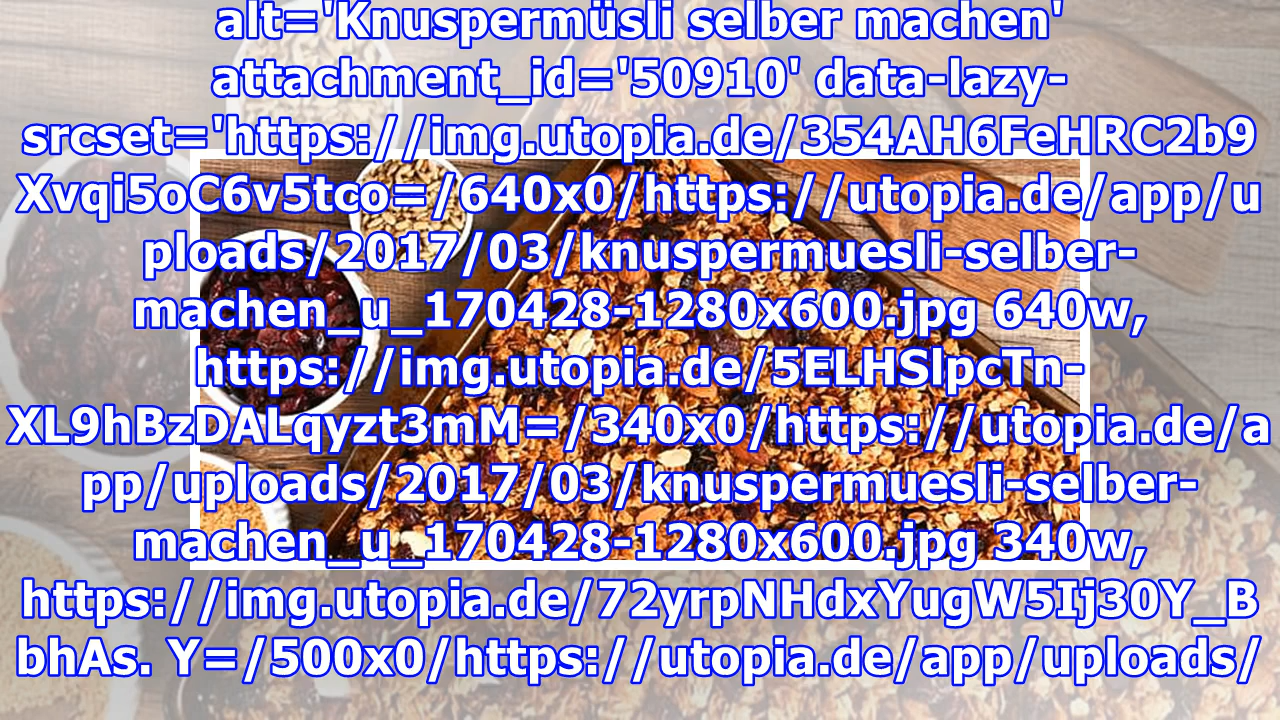 alt='Knuspermüsli selber machen'
attachment_id='50910' data-lazy-
srcset='https://img.utopia.de/354AH6FeHRC2b9
Xvqi5oC6v5tco=/640x0/https://utopia.de/app/u
ploads/2017/03/knuspermuesli-selber-
machen_u_170428-1280x600.jpg 640w,
https://img.utopia.de/5ELHSlpcTn-
XL9hBzDALqyzt3mM=/340x0/https://utopia.de/a
pp/uploads/2017/03/knuspermuesli-selber-
machen_u_170428-1280x600.jpg 340w,
https://img.utopia.de/72yrpNHdxYugW5Ij30Y_B
bhAs. Y=/500x0/https://utopia.de/app/uploads/